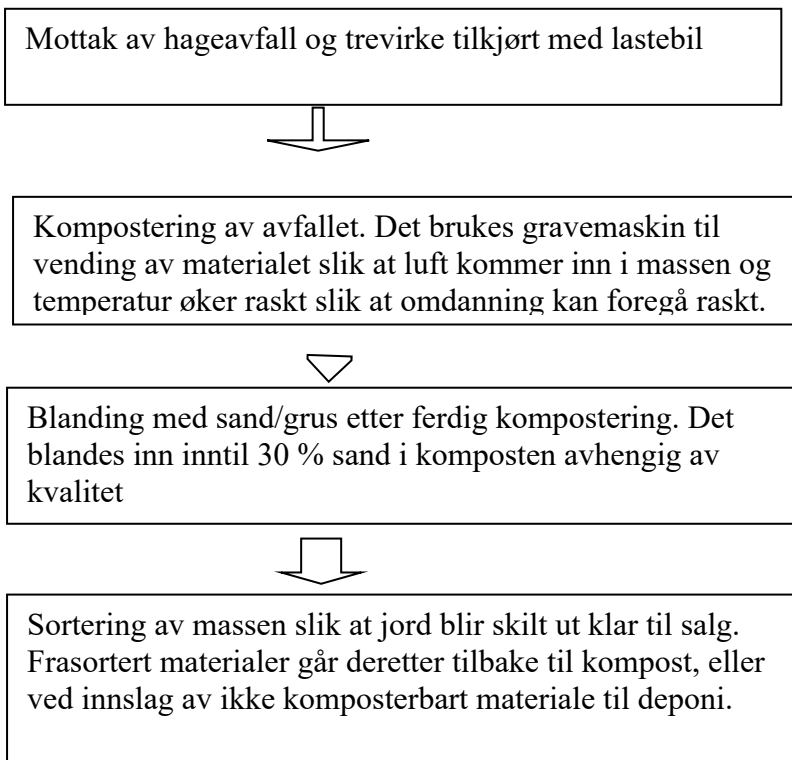 Mottak av hageavfall og trevirke tilkjørt med lastebil
Kompostering av avfallet. Det brukes gravemaskin til
vending av materialet slik at luft kommer inn i massen og
temperatur øker raskt slik at omdanning kan foregå raskt.
Blanding med sand/grus etter ferdig kompostering. Det
blandes inn inntil 30 % sand i komposten avhengig av
kvalitet
Sortering av massen slik at jord blir skilt ut klar til salg.
Frasortert materialer går deretter tilbake til kompost, eller
ved innslag av ikke komposterbart materiale til deponi.